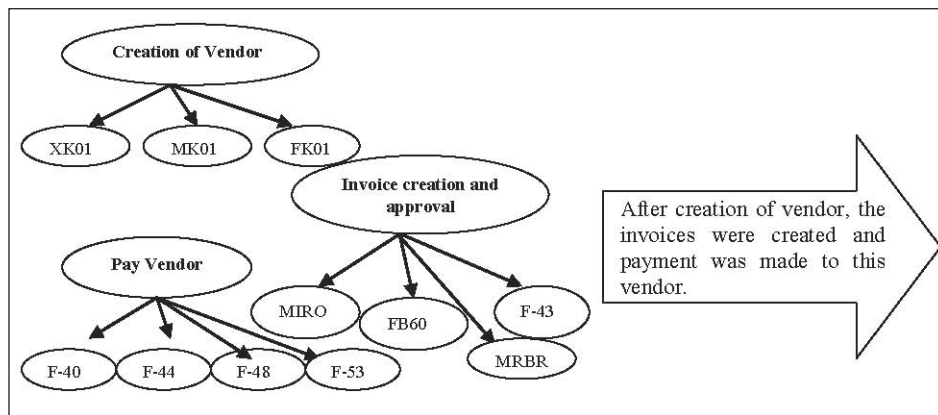 Creation of Vendor
XK01
MK01
FK01
Invoice creation and
approval
After creation of vendor, the
invoices were created and
payment was made to this
vendor.
Pay Vendor
MIRO
FB60
F-43
MRBR
F-40
F-44
F-48
F-53